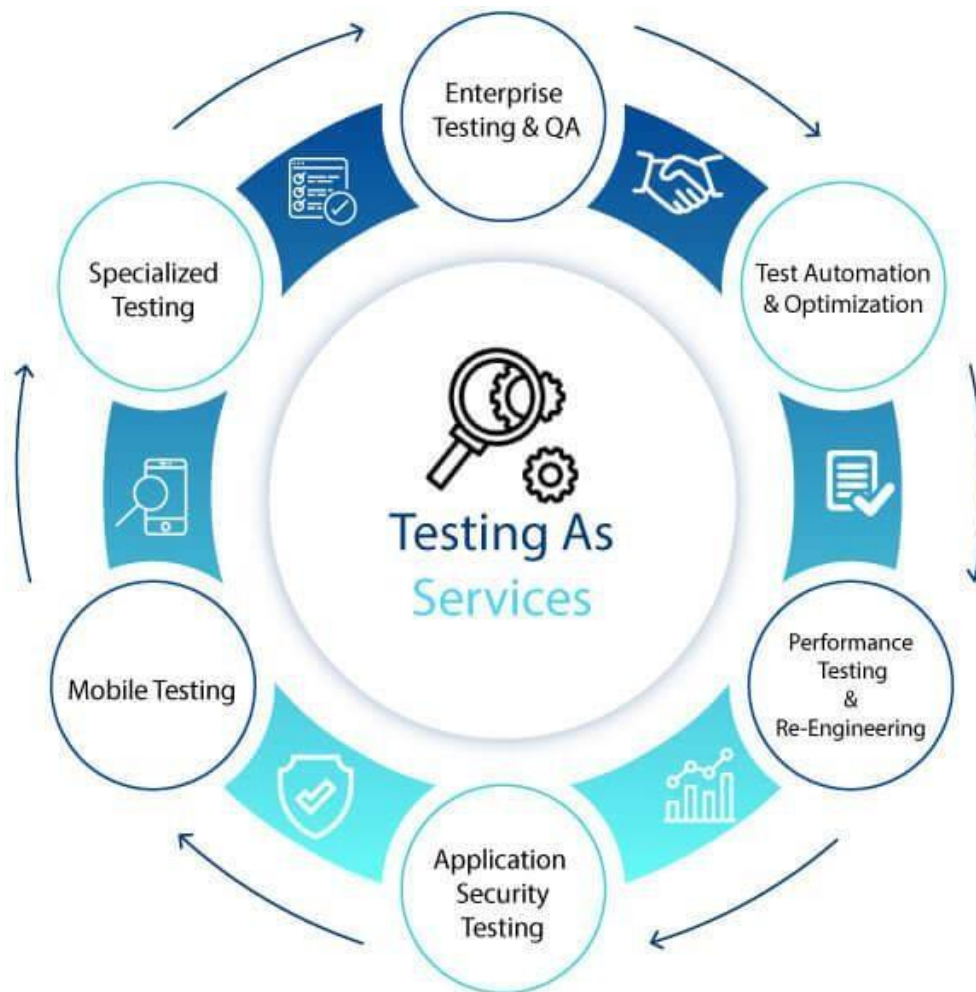 Enterprise
Testing & QA
Test Automation
& Optimization
Performance
Testing
&
Re-Engineering
Application
Security
Testing
Mobile Testing
Specialized
Testing
Testing As
Services